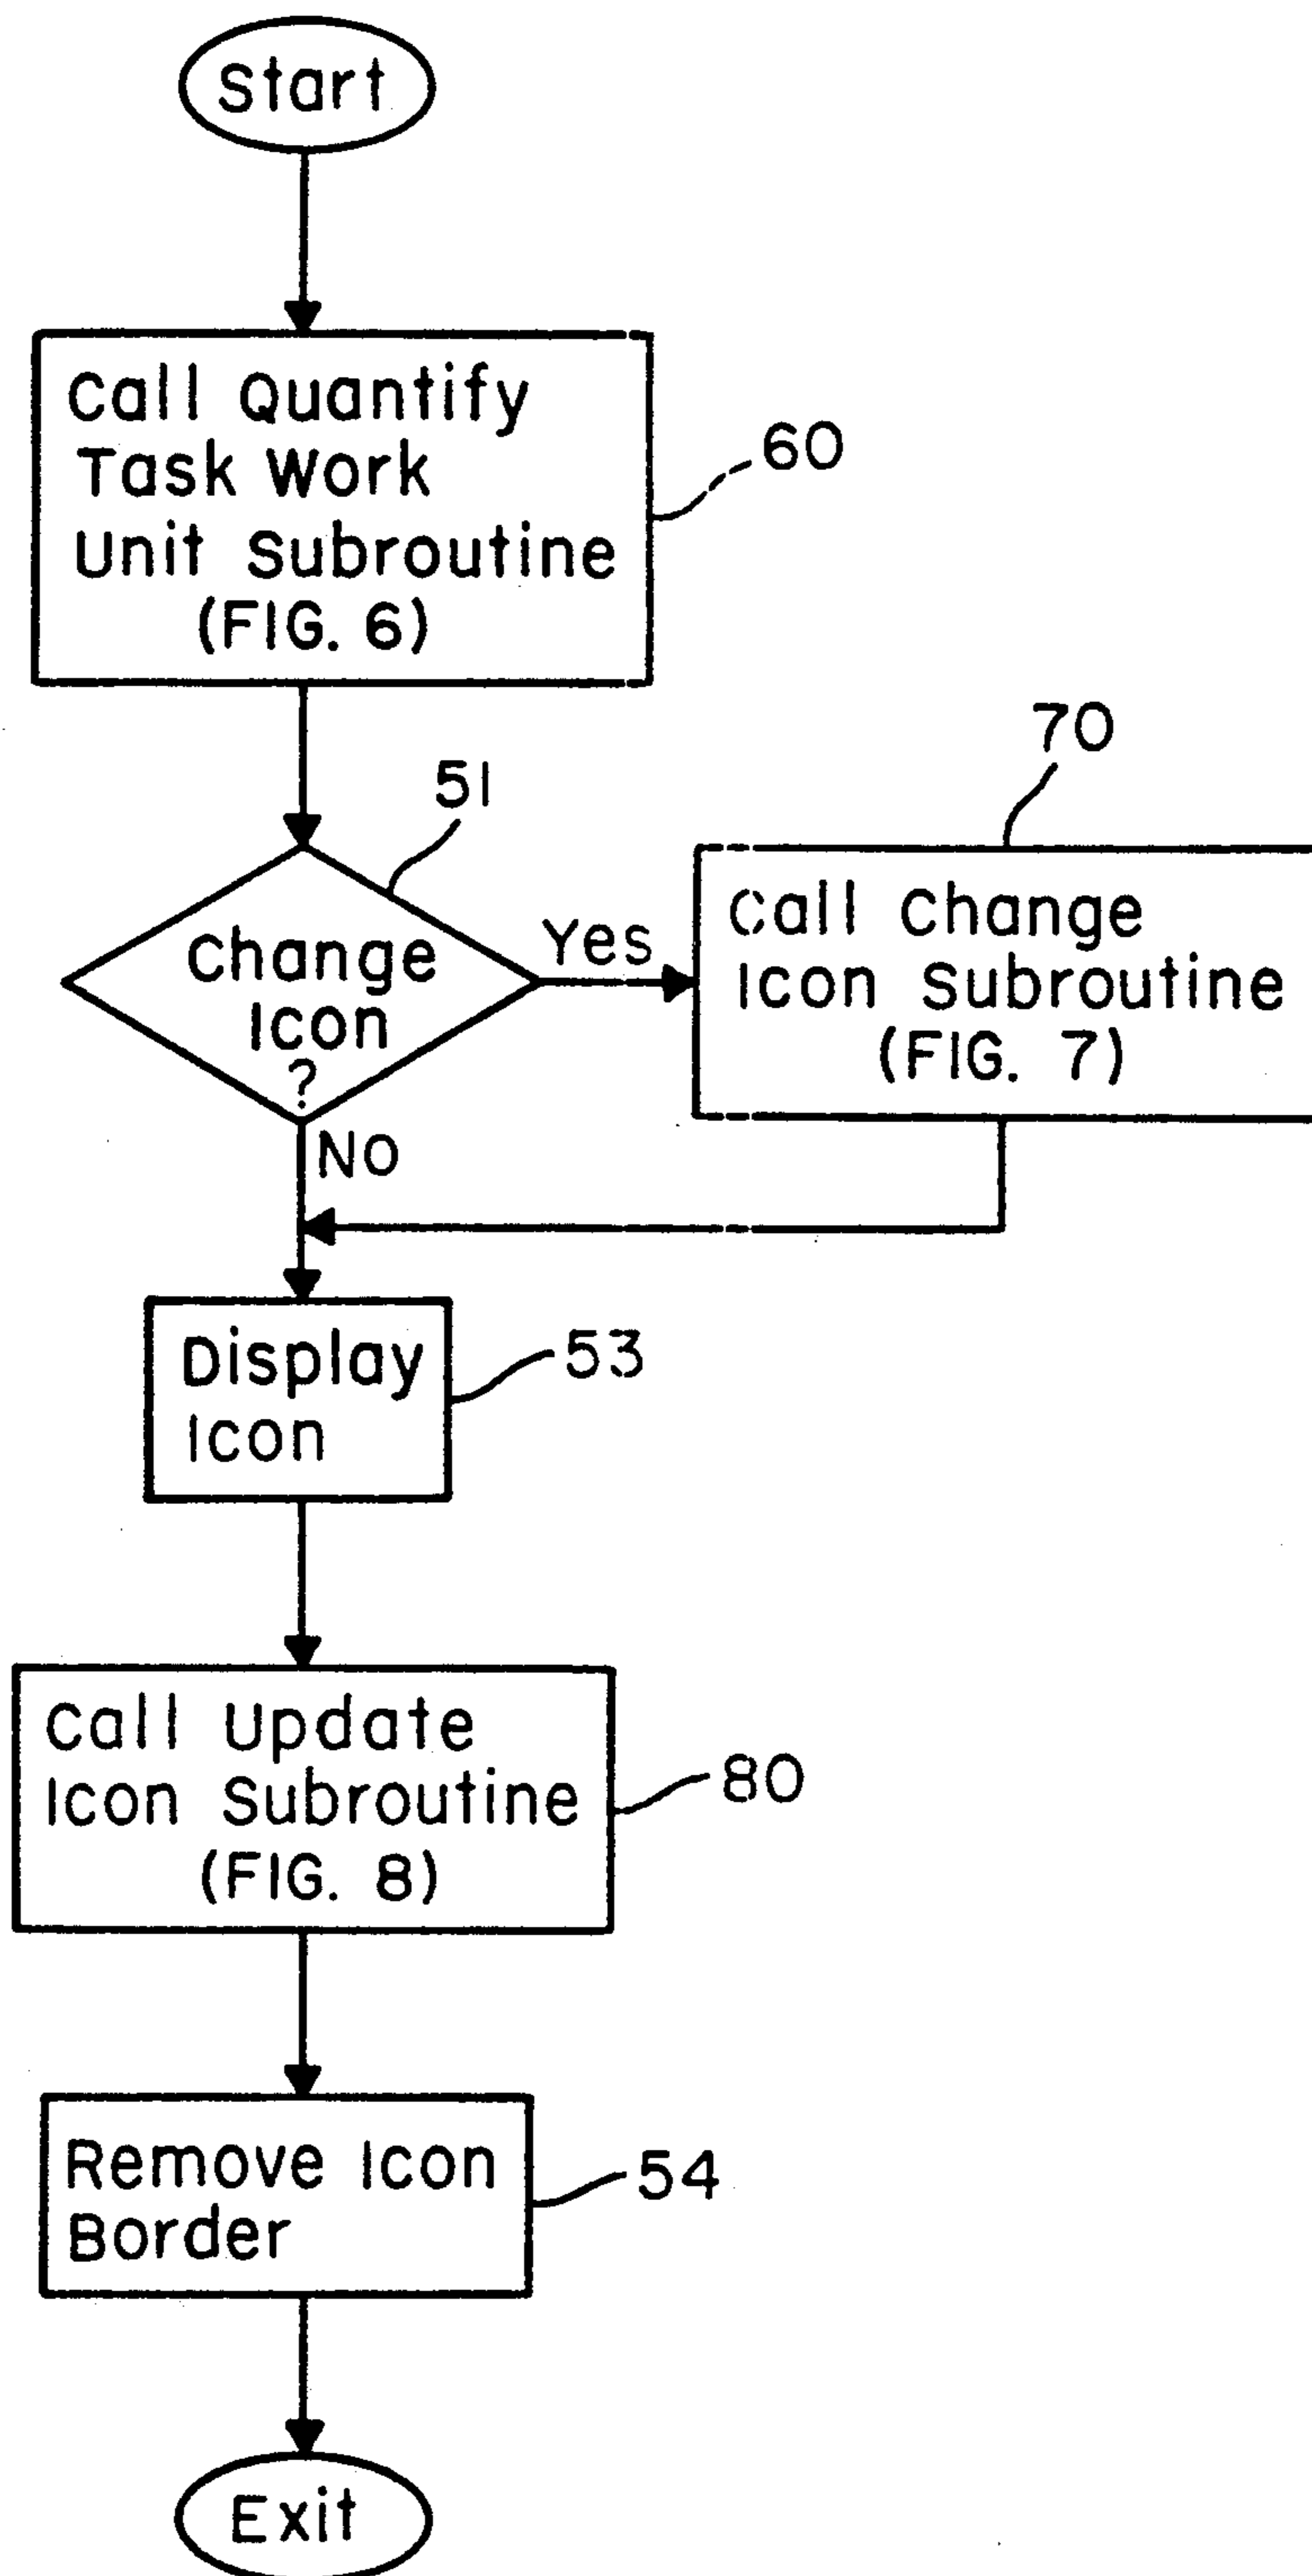 Start
Call Quantify
Task Work
Unit Subroutine
(FIG. 6)
60
51
70
Change
Icon
?
Yes
Call Change
Icon Subroutine
(FIG. 7)
No
Display
Icon
53
Call Update
Icon Subroutine
(FIG. 8)
80
Remove Icon
Border
54
Exit